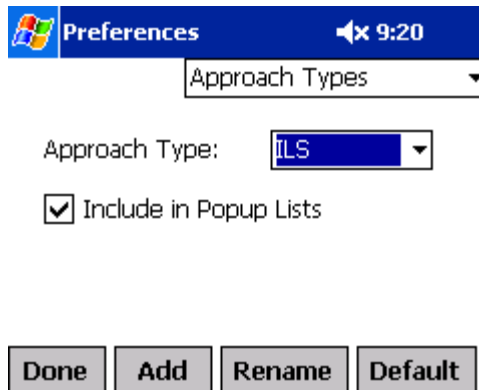 Preferences 9:20
Approach Types
Approach Type: ILS
Include in Popup Lists
Done Add Rename Default